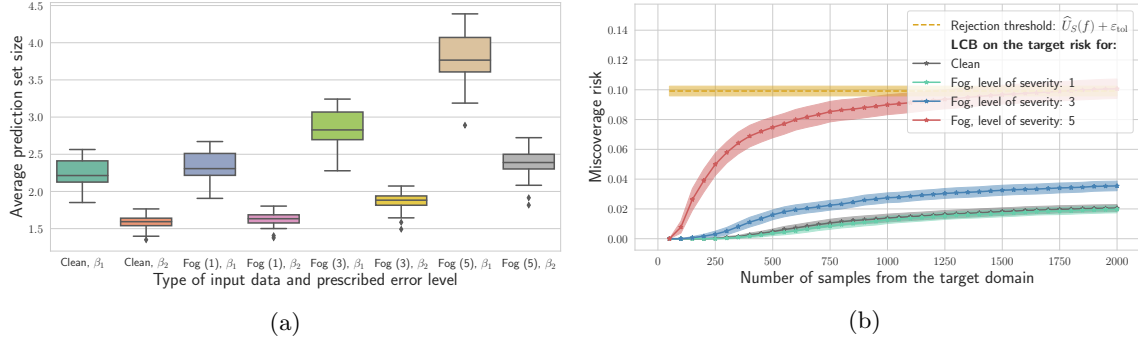 4.5
4.0
3.5
3.0
2.5
2.0
1.5
Average prediction set size
Clean, β₁
Clean, β₂
Fog (1), β₁
Fog (1), β₂
Fog (3), β₁
Fog (3), β₂
Fog (5), β₁
Fog (5), β₂
Type of input data and prescribed error level
(a)
0.14
0.12
0.10
0.08
0.06
0.04
0.02
0.00
Miscoverage risk
Rejection threshold: Û_S(f) + ε_tol
LCB on the target risk for:
Clean
Fog, level of severity: 1
Fog, level of severity: 3
Fog, level of severity: 5
0 250 500 750 1000 1250 1500 1750 2000
Number of samples from the target domain
(b)